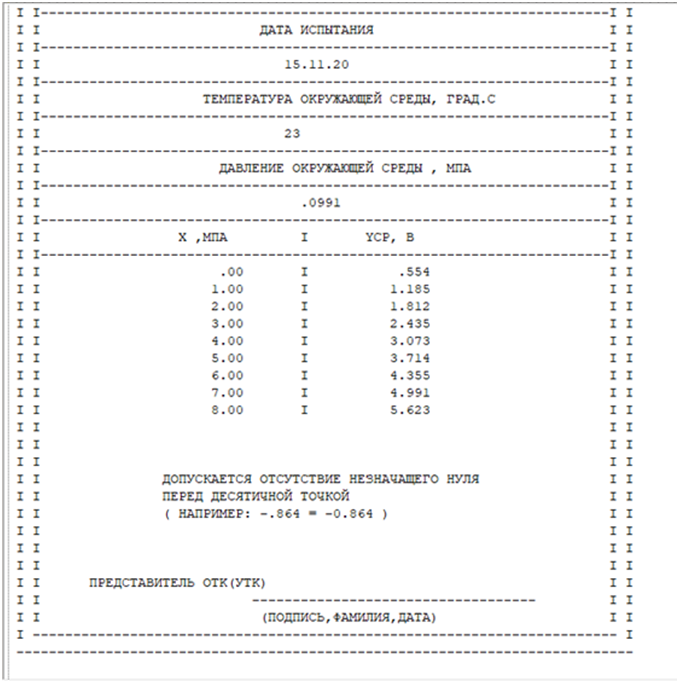 I I-----------------------------------------------------------------------I I
I I ДАТА ИСПЫТАНИЯ I I
I I-----------------------------------------------------------------------I I
I I 15.11.20 I I
I I-----------------------------------------------------------------------I I
I I ТЕМПЕРАТУРА ОКРУЖАЮЩЕЙ СРЕДЫ, ГРАД.С I I
I I-----------------------------------------------------------------------I I
I I 23 I I
I I-----------------------------------------------------------------------I I
I I ДАВЛЕНИЕ ОКРУЖАЮЩЕЙ СРЕДЫ , МПА I I
I I-----------------------------------------------------------------------I I
I I .0991 I I
I I-----------------------------------------------------------------------I I
I I X ,МПА I YСР, В I I
I I-----------------------------------------------------------------------I I
I I .00 I .554 I I
I I 1.00 I 1.185 I I
I I 2.00 I 1.812 I I
I I 3.00 I 2.435 I I
I I 4.00 I 3.073 I I
I I 5.00 I 3.714 I I
I I 6.00 I 4.355 I I
I I 7.00 I 4.991 I I
I I 8.00 I 5.623 I I
I I I I
I I I I
I I I I
I I ДОПУСКАЕТСЯ ОТСУТСТВИЕ НЕЗНАЧАЩЕГО НУЛЯ I I
I I ПЕРЕД ДЕСЯТИЧНОЙ ТОЧКОЙ I I
I I ( НАПРИМЕР: -.864 = -0.864 ) I I
I I I I
I I I I
I I I I
I I ПРЕДСТАВИТЕЛЬ ОТК(УТК) I I
I I ----------------------------------- I I
I I (ПОДПИСЬ,ФАМИЛИЯ,ДАТА) I I
I ------------------------------------------------------------------------ I
----------------------------------------------------------------------------